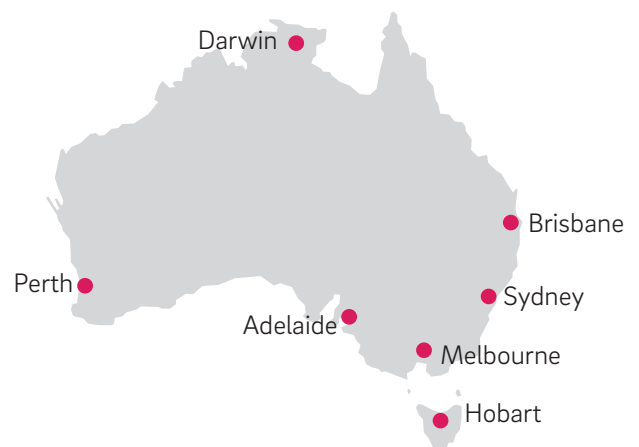 Darwin
Brisbane
Perth
Sydney
Adelaide
Melbourne
Hobart